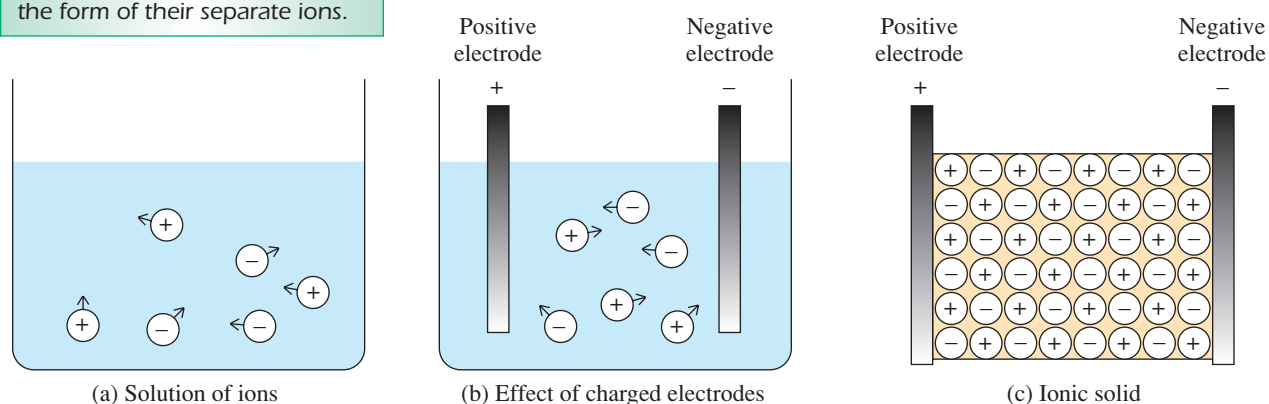 the form of their separate ions.
Positive
electrode
Negative
electrode
Positive
electrode
Negative
electrode
+
−
+
−
+
−
−
+
+
−
−
+
−
−
+
−
+
−
+
+ − + − + − + −
− + − + − + − +
+ − + − + − + −
− + − + − + − +
+ − + − + − + −
− + − + − + − +
(a) Solution of ions
(b) Effect of charged electrodes
(c) Ionic solid